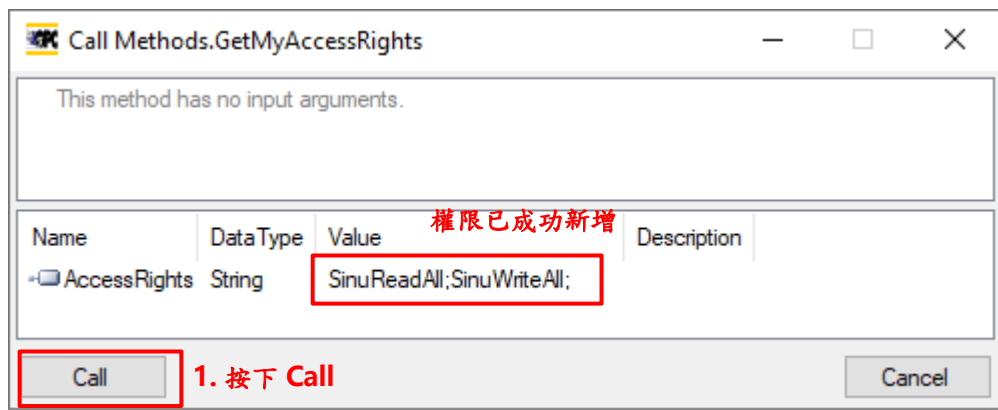 Call Methods.GetMyAccessRights
This method has no input arguments.
權限已成功新增
Name DataType Value Description
AccessRights String SinuReadAll;SinuWriteAll;
Call 1. 按下 Call Cancel